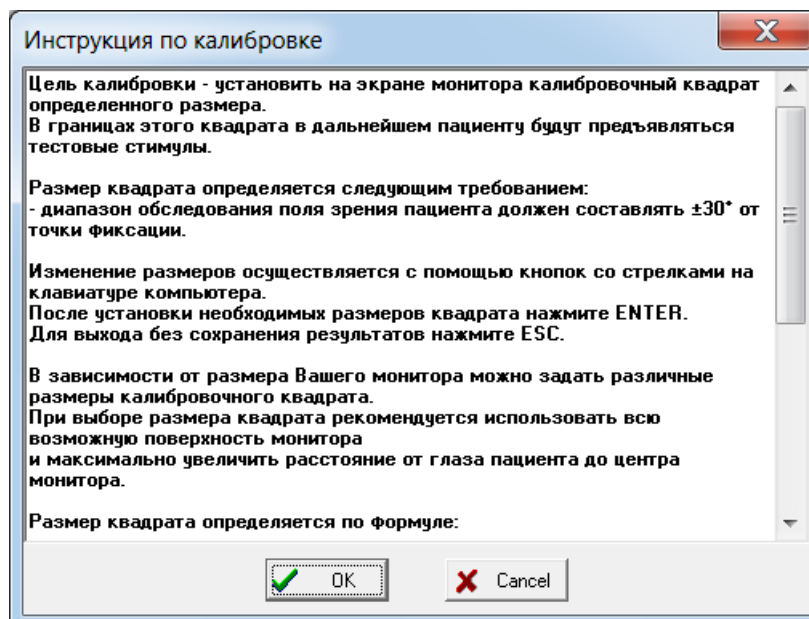 Инструкция по калибровке
Цель калибровки - установить на экране монитора калибровочный квадрат
определенного размера.
В границах этого квадрата в дальнейшем пациенту будут предъявляться
тестовые стимулы.
Размер квадрата определяется следующим требованием:
- диапазон обследования поля зрения пациента должен составлять ±30° от
точки фиксации.
Изменение размеров осуществляется с помощью кнопок со стрелками на
клавиатуре компьютера.
После установки необходимых размеров квадрата нажмите ENTER.
Для выхода без сохранения результатов нажмите ESC.
В зависимости от размера Вашего монитора можно задать различные
размеры калибровочного квадрата.
При выборе размера квадрата рекомендуется использовать всю
возможную поверхность монитора
и максимально увеличить расстояние от глаза пациента до центра
монитора.
Размер квадрата определяется по формуле:
OK Cancel